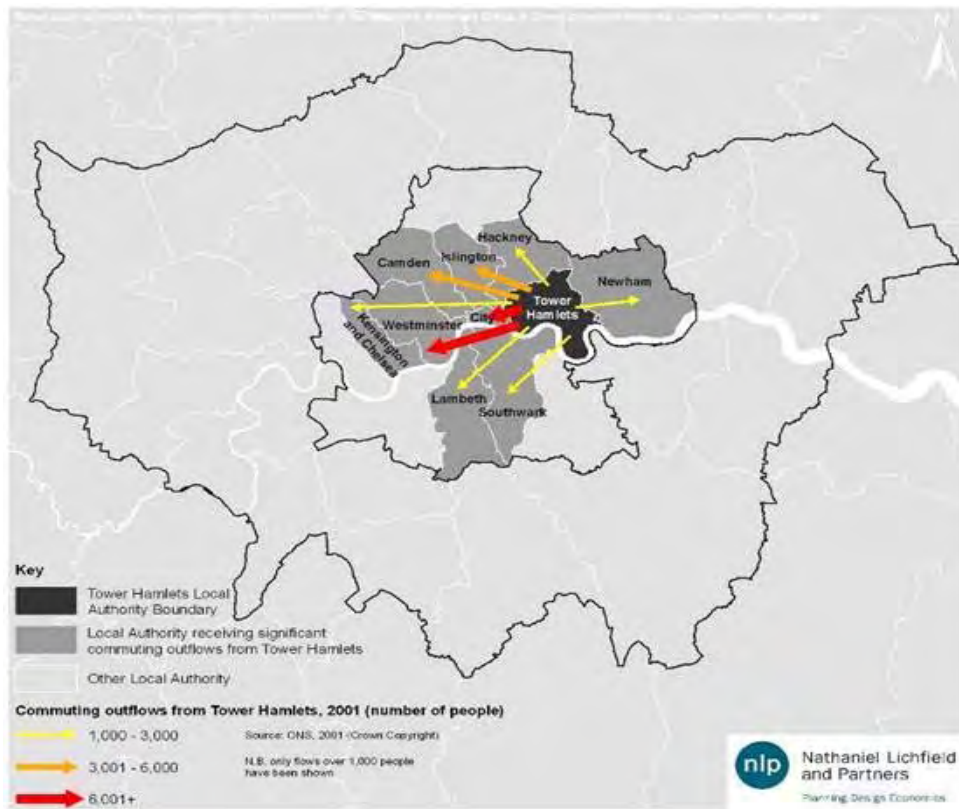 N
Hackney
Islington
Camden
Newham
Tower
Hamlets
City
Westminster
Kensington
and Chelsea
Lambeth
Southwark
Key
Tower Hamlets Local
Authority Boundary
Local Authority receiving significant
commuting outflows from Tower Hamlets
Other Local Authority
Commuting outflows from Tower Hamlets, 2001 (number of people)
1,000 - 3,000
Source: ONS, 2001 (Crown Copyright)
3,001 - 6,000
N.B. only flows over 1,000 people
have been shown
6,001+
nlp
Nathaniel Lichfield
and Partners
Planning Design Economics